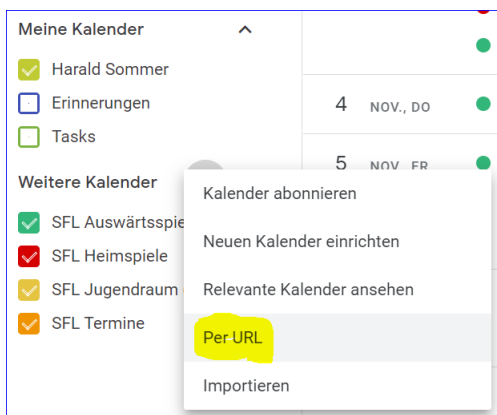 Meine Kalender
Harald Sommer
Erinnerungen
Tasks
Weitere Kalender
SFL Auswärtsspie
SFL Heimspiele
SFL Jugendraum
SFL Termine
4 NOV., DO
5 NOV., FR
Kalender abonnieren
Neuen Kalender einrichten
Relevante Kalender ansehen
Per URL
Importieren